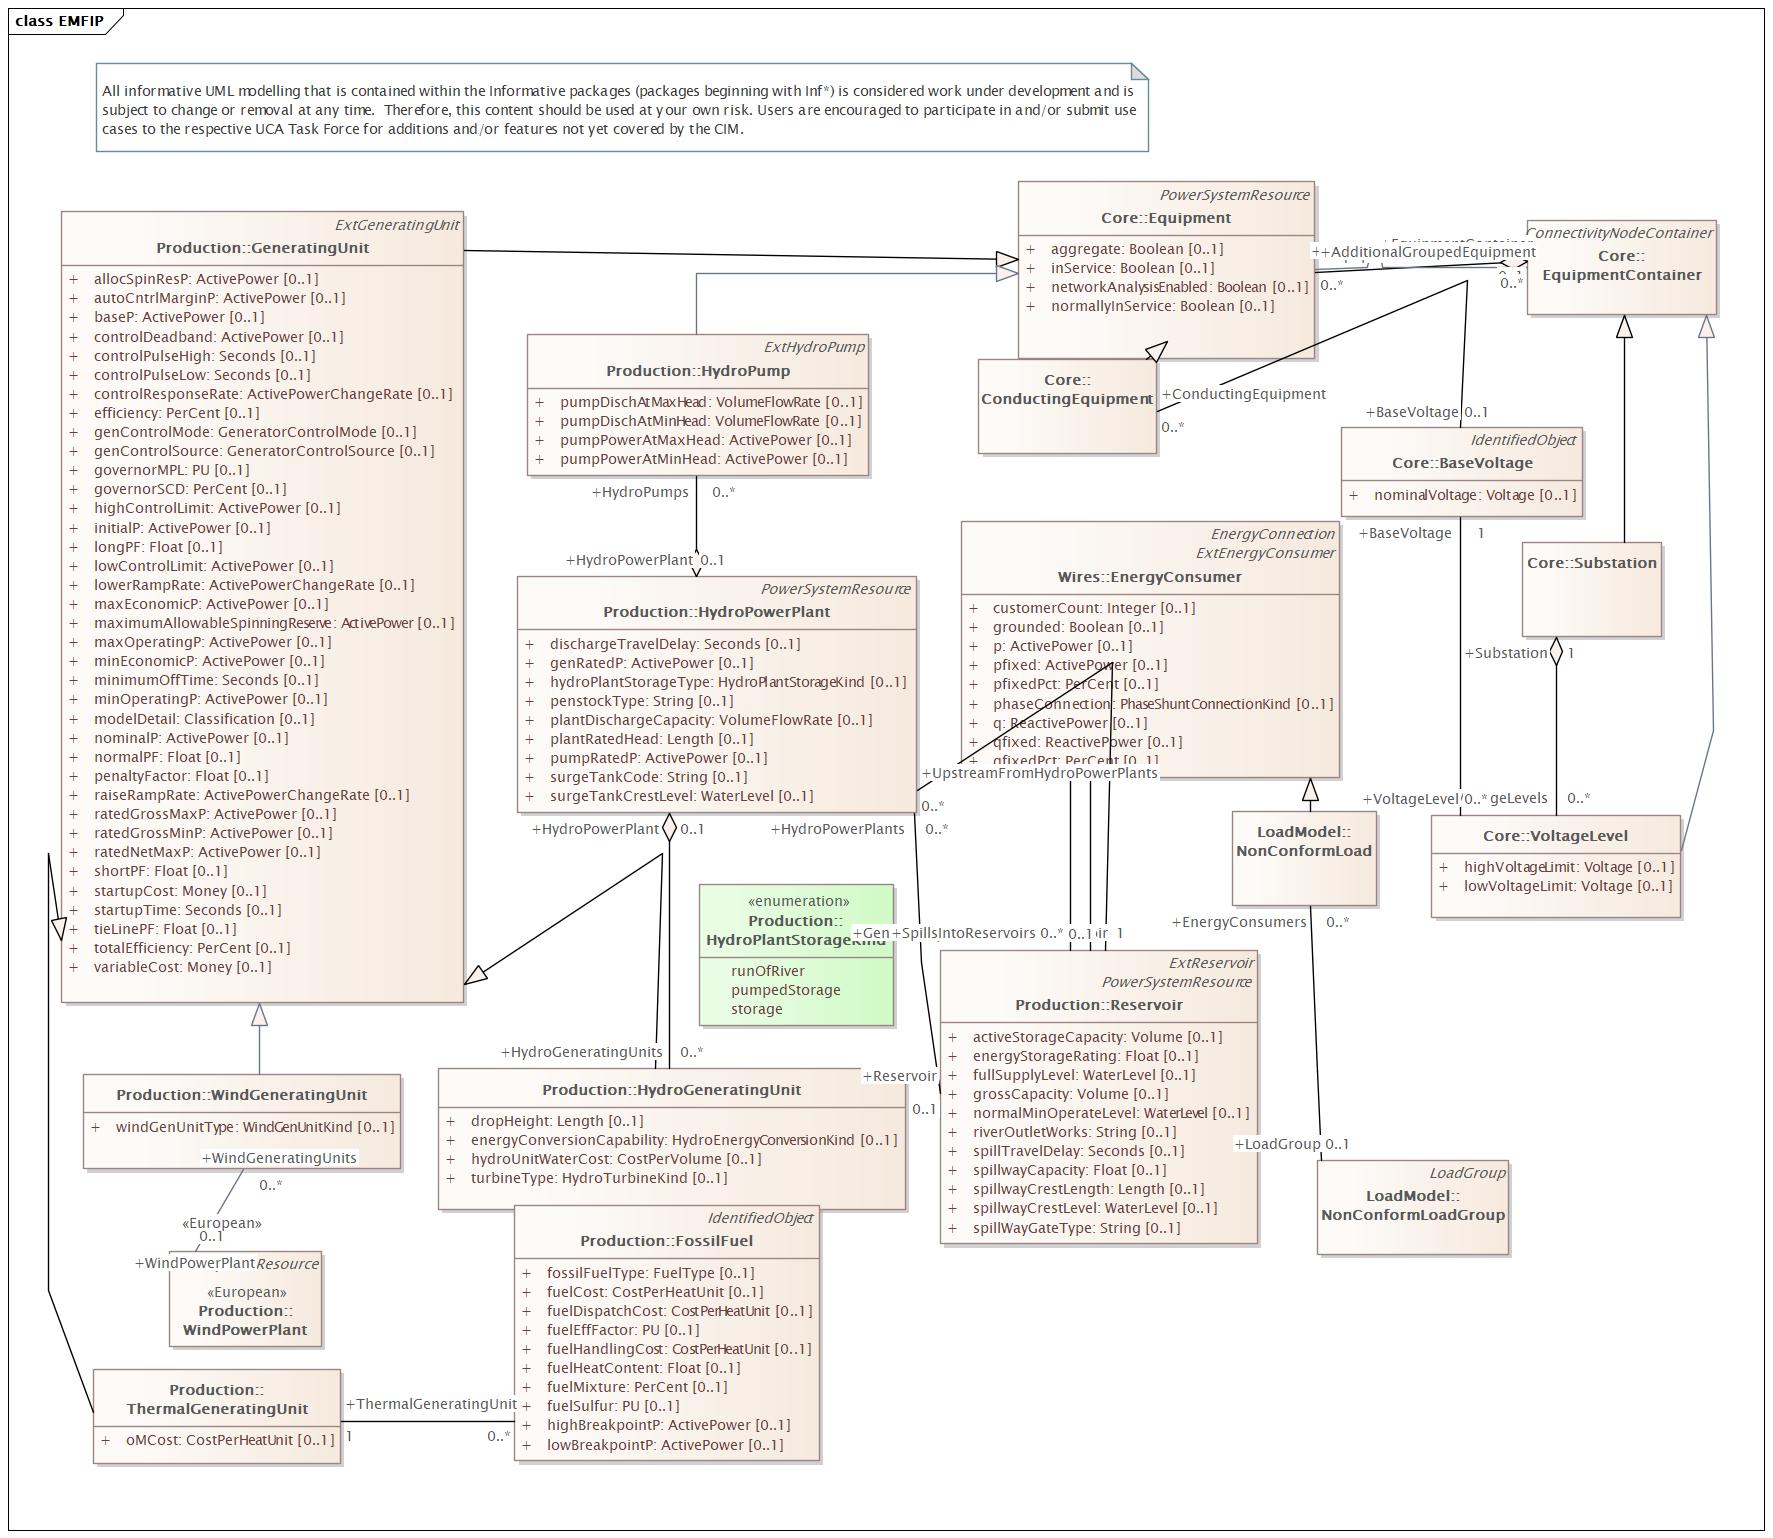 class EMFIP
All informative UML modelling that is contained within the Informative packages (packages beginning with Inf*) is considered work under development and is
subject to change or removal at any time.  Therefore, this content should be used at your own risk. Users are encouraged to participate in and/or submit use
cases to the respective UCA Task Force for additions and/or features not yet covered by the CIM.
ExtGeneratingUnit
Production::GeneratingUnit
+ allocSpinResP: ActivePower [0..1]
+ autoCntrlMarginP: ActivePower [0..1]
+ baseP: ActivePower [0..1]
+ controlDeadband: ActivePower [0..1]
+ controlPulseHigh: Seconds [0..1]
+ controlPulseLow: Seconds [0..1]
+ controlResponseRate: ActivePowerChangeRate [0..1]
+ efficiency: PerCent [0..1]
+ genControlMode: GeneratorControlMode [0..1]
+ genControlSource: GeneratorControlSource [0..1]
+ governorMPL: PU [0..1]
+ governorSCD: PerCent [0..1]
+ highControlLimit: ActivePower [0..1]
+ initialP: ActivePower [0..1]
+ longPF: Float [0..1]
+ lowControlLimit: ActivePower [0..1]
+ lowerRampRate: ActivePowerChangeRate [0..1]
+ maxEconomicP: ActivePower [0..1]
+ maximumAllowableSpinningReserve: ActivePower [0..1]
+ maxOperatingP: ActivePower [0..1]
+ minEconomicP: ActivePower [0..1]
+ minimumOffTime: Seconds [0..1]
+ minOperatingP: ActivePower [0..1]
+ modelDetail: Classification [0..1]
+ nominalP: ActivePower [0..1]
+ normalPF: Float [0..1]
+ penaltyFactor: Float [0..1]
+ raiseRampRate: ActivePowerChangeRate [0..1]
+ ratedGrossMaxP: ActivePower [0..1]
+ ratedGrossMinP: ActivePower [0..1]
+ ratedNetMaxP: ActivePower [0..1]
+ shortPF: Float [0..1]
+ startupCost: Money [0..1]
+ startupTime: Seconds [0..1]
+ tieLinePF: Float [0..1]
+ totalEfficiency: PerCent [0..1]
+ variableCost: Money [0..1]
PowerSystemResource
Core::Equipment
+ aggregate: Boolean [0..1]
+ inService: Boolean [0..1]
+ networkAnalysisEnabled: Boolean [0..1]
+ normallyInService: Boolean [0..1]
++AdditionalGroupedEquipment
0..*
0..*
ConnectivityNodeContainer
Core::
EquipmentContainer
ExtHydroPump
Production::HydroPump
+ pumpDischAtMaxHead: VolumeFlowRate [0..1]
+ pumpDischAtMinHead: VolumeFlowRate [0..1]
+ pumpPowerAtMaxHead: ActivePower [0..1]
+ pumpPowerAtMinHead: ActivePower [0..1]
+HydroPumps 0..*
+HydroPowerPlant 0..1
Core::
ConductingEquipment
+ConductingEquipment
0..*
+BaseVoltage 0..1
IdentifiedObject
Core::BaseVoltage
+ nominalVoltage: Voltage [0..1]
+BaseVoltage 1
Core::Substation
+Substation 1
PowerSystemResource
Production::HydroPowerPlant
+ dischargeTravelDelay: Seconds [0..1]
+ genRatedP: ActivePower [0..1]
+ hydroPlantStorageType: HydroPlantStorageKind [0..1]
+ penstockType: String [0..1]
+ plantDischargeCapacity: VolumeFlowRate [0..1]
+ plantRatedHead: Length [0..1]
+ pumpRatedP: ActivePower [0..1]
+ surgeTankCode: String [0..1]
+ surgeTankCrestLevel: WaterLevel [0..1]
+HydroPowerPlant 0..1
+HydroPowerPlants 0..*
EnergyConnection
ExtEnergyConsumer
Wires::EnergyConsumer
+ customerCount: Integer [0..1]
+ grounded: Boolean [0..1]
+ p: ActivePower [0..1]
+ pfixed: ActivePower [0..1]
+ pfixedPct: PerCent [0..1]
+ phaseConnection: PhaseShuntConnectionKind [0..1]
+ q: ReactivePower [0..1]
+ qfixed: ReactivePower [0..1]
+ qfixedPct: PerCent [0..1]
+UpstreamFromHydroPowerPlants
0..*
+VoltageLevel 0..* geLevels 0..*
Core::VoltageLevel
+ highVoltageLimit: Voltage [0..1]
+ lowVoltageLimit: Voltage [0..1]
LoadModel::
NonConformLoad
+EnergyConsumers 0..*
«enumeration»
Production::
HydroPlantStorageKind
runOfRiver
pumpedStorage
storage
+Gen +SpillsIntoReservoirs 0..* 0..1 oir 1
+HydroGeneratingUnits 0..*
ExtReservoir
PowerSystemResource
Production::Reservoir
+ activeStorageCapacity: Volume [0..1]
+ energyStorageRating: Float [0..1]
+ fullSupplyLevel: WaterLevel [0..1]
+ grossCapacity: Volume [0..1]
+ normalMinOperateLevel: WaterLevel [0..1]
+ riverOutletWorks: String [0..1]
+ spillTravelDelay: Seconds [0..1]
+ spillwayCapacity: Float [0..1]
+ spillwayCrestLength: Length [0..1]
+ spillwayCrestLevel: WaterLevel [0..1]
+ spillWayGateType: String [0..1]
+Reservoir
0..1
Production::HydroGeneratingUnit
+ dropHeight: Length [0..1]
+ energyConversionCapability: HydroEnergyConversionKind [0..1]
+ hydroUnitWaterCost: CostPerVolume [0..1]
+ turbineType: HydroTurbineKind [0..1]
Production::WindGeneratingUnit
+ windGenUnitType: WindGenUnitKind [0..1]
+WindGeneratingUnits
0..*
«European»
0..1
+WindPowerPlant Resource
«European»
Production::
WindPowerPlant
+LoadGroup 0..1
LoadGroup
LoadModel::
NonConformLoadGroup
IdentifiedObject
Production::FossilFuel
+ fossilFuelType: FuelType [0..1]
+ fuelCost: CostPerHeatUnit [0..1]
+ fuelDispatchCost: CostPerHeatUnit [0..1]
+ fuelEffFactor: PU [0..1]
+ fuelHandlingCost: CostPerHeatUnit [0..1]
+ fuelHeatContent: Float [0..1]
+ fuelMixture: PerCent [0..1]
+ fuelSulfur: PU [0..1]
+ highBreakpointP: ActivePower [0..1]
+ lowBreakpointP: ActivePower [0..1]
Production::
ThermalGeneratingUnit
+ oMCost: CostPerHeatUnit [0..1]
+ThermalGeneratingUnit
1 0..*